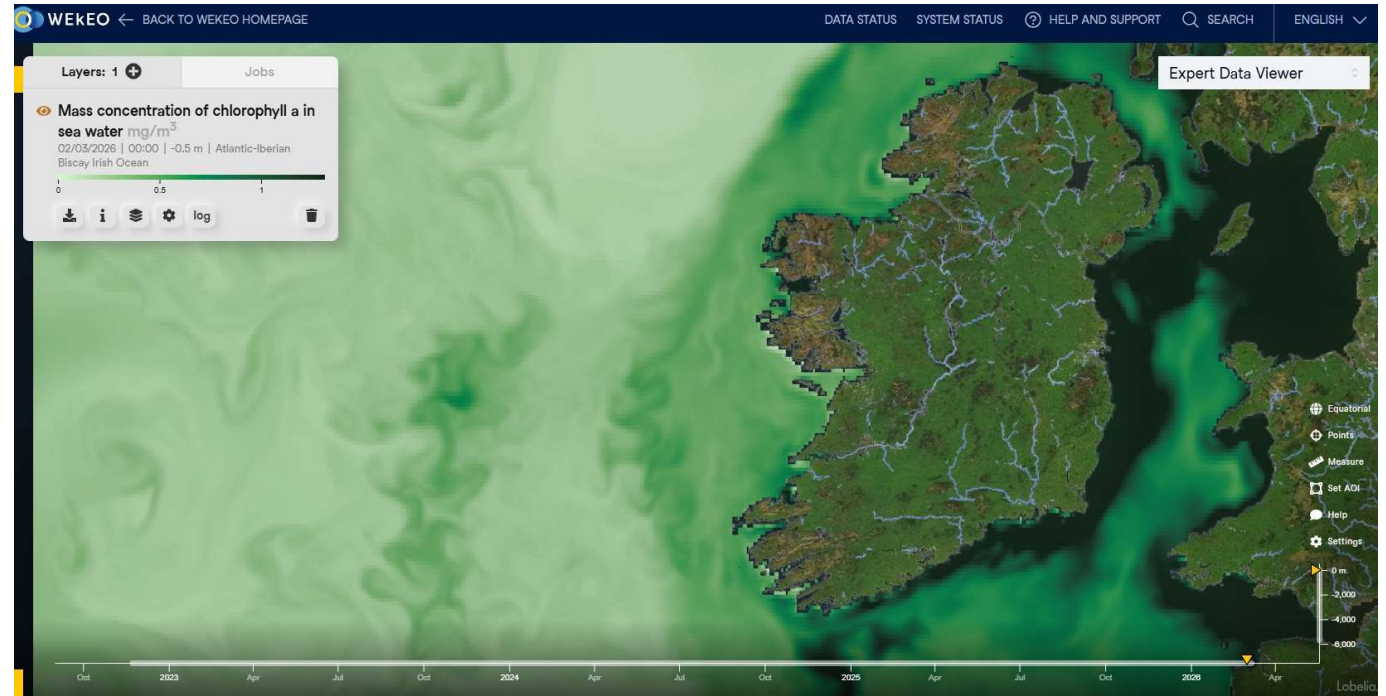 WEkEO ← BACK TO WEKEO HOMEPAGE
DATA STATUS SYSTEM STATUS ? HELP AND SUPPORT SEARCH ENGLISH
Layers: 1 +
Jobs
Expert Data Viewer
Mass concentration of chlorophyll a in
sea water mg/m³
02/03/2026 | 00:00 | -0.5 m | Atlantic-Iberian
Biscay Irish Ocean
0 0.5 1
i log
Equatorial
Points
Measure
Set AOI
Help
Settings
0 m
-2,000
-4,000
-6,000
Oct 2023 Apr Jul Oct 2024 Apr Jul Oct 2025 Apr Jul Oct 2026 Apr
Lobelia